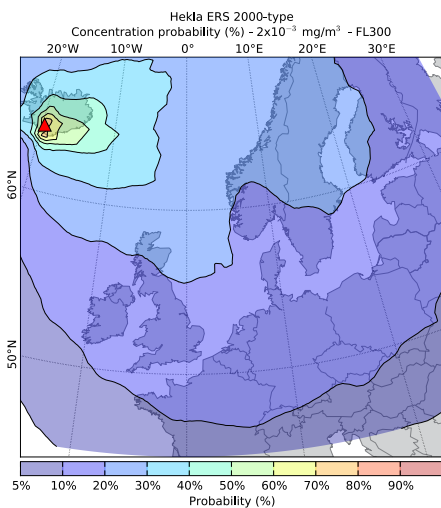 Hekla ERS 2000-type
Concentration probability (%) - 2x10⁻³ mg/m³ - FL300
20°W 10°W 0° 10°E 20°E 30°E
60°N
50°N
5% 10% 20% 30% 40% 50% 60% 70% 80% 90%
Probability (%)